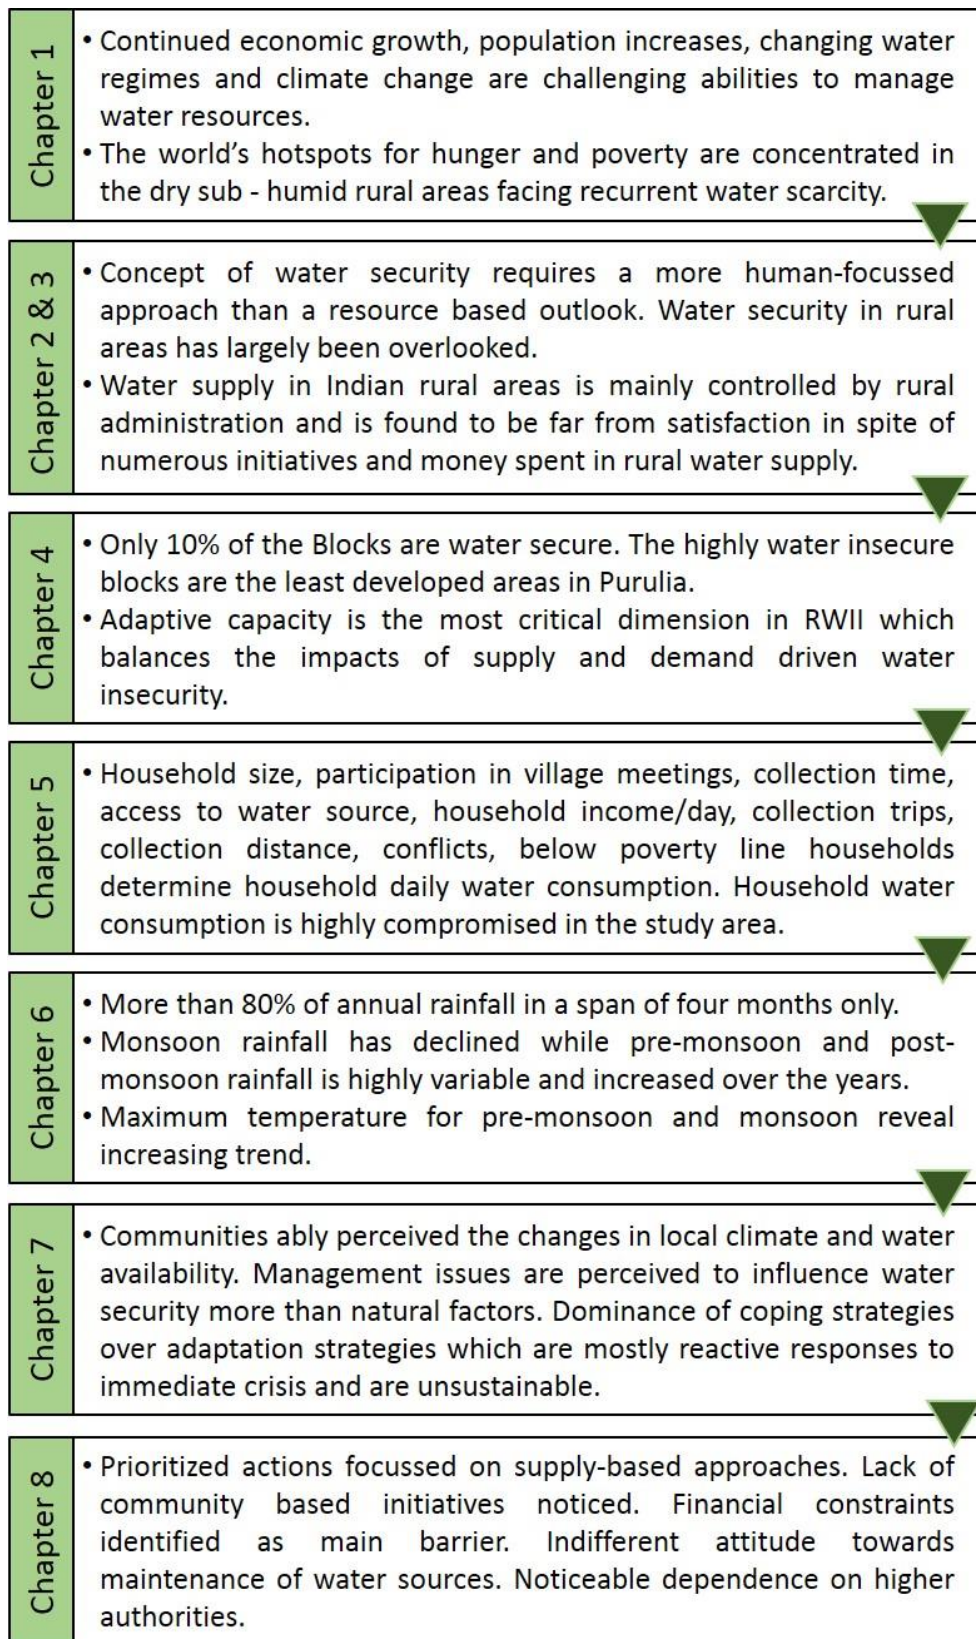 Chapter 1
• Continued economic growth, population increases, changing water
regimes and climate change are challenging abilities to manage
water resources.
• The world's hotspots for hunger and poverty are concentrated in
the dry sub - humid rural areas facing recurrent water scarcity.
Chapter 2 & 3
• Concept of water security requires a more human-focussed
approach than a resource based outlook. Water security in rural
areas has largely been overlooked.
• Water supply in Indian rural areas is mainly controlled by rural
administration and is found to be far from satisfaction in spite of
numerous initiatives and money spent in rural water supply.
Chapter 4
• Only 10% of the Blocks are water secure. The highly water insecure
blocks are the least developed areas in Purulia.
• Adaptive capacity is the most critical dimension in RWII which
balances the impacts of supply and demand driven water
insecurity.
Chapter 5
• Household size, participation in village meetings, collection time,
access to water source, household income/day, collection trips,
collection distance, conflicts, below poverty line households
determine household daily water consumption. Household water
consumption is highly compromised in the study area.
Chapter 6
• More than 80% of annual rainfall in a span of four months only.
• Monsoon rainfall has declined while pre-monsoon and post-
monsoon rainfall is highly variable and increased over the years.
• Maximum temperature for pre-monsoon and monsoon reveal
increasing trend.
Chapter 7
• Communities ably perceived the changes in local climate and water
availability. Management issues are perceived to influence water
security more than natural factors. Dominance of coping strategies
over adaptation strategies which are mostly reactive responses to
immediate crisis and are unsustainable.
Chapter 8
• Prioritized actions focussed on supply-based approaches. Lack of
community based initiatives noticed. Financial constraints
identified as main barrier. Indifferent attitude towards
maintenance of water sources. Noticeable dependence on higher
authorities.